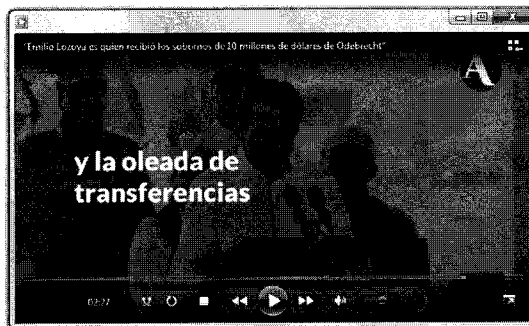 "Emilio Lozoya es quien recibió los sobornos de 10 millones de dólares de Odebrecht"
A
y la oleada de
transferencias
02:27